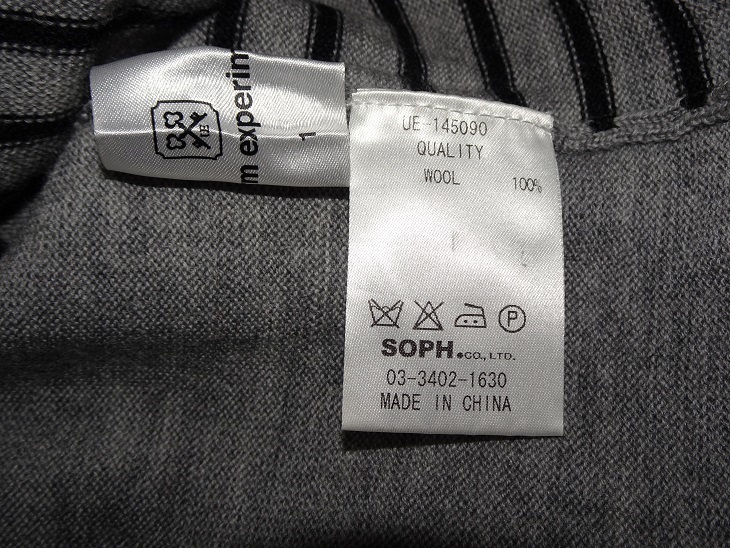 m experim
1
UE-145090
QUALITY
WOOL 100%
P
SOPH.CO., LTD.
03-3402-1630
MADE IN CHINA